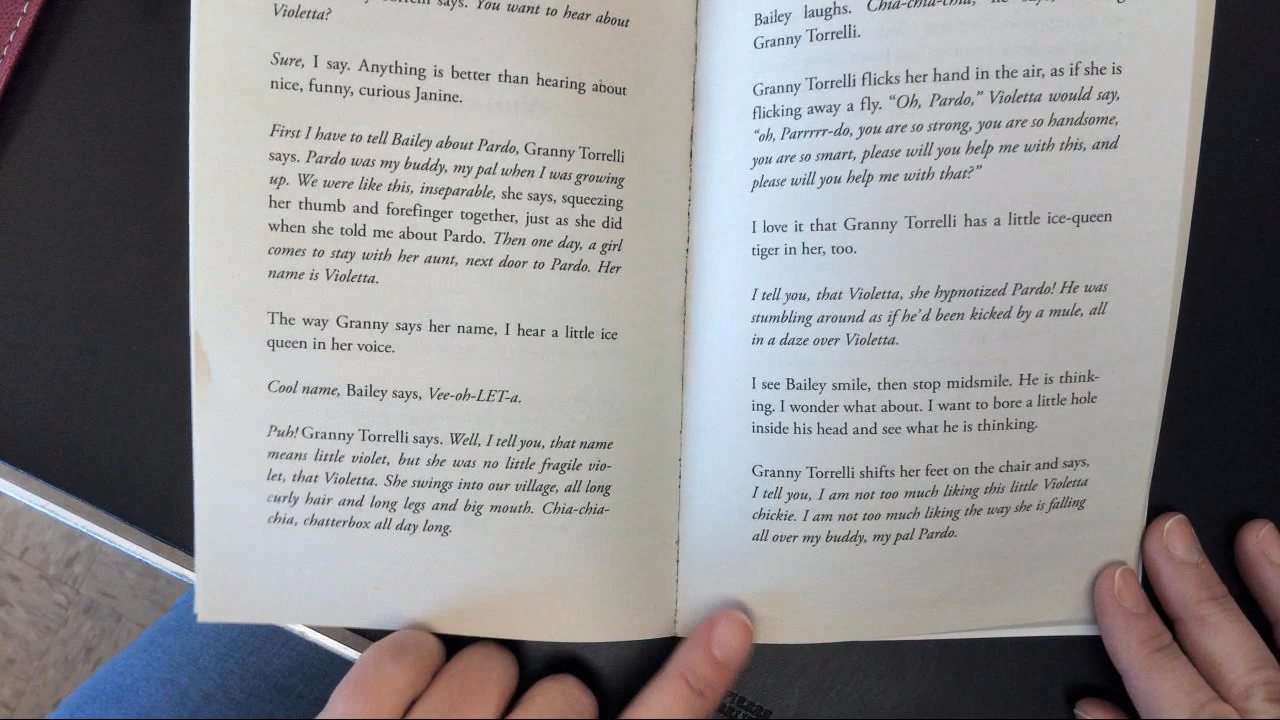 says. You want to hear about
Violetta?
Sure, I say. Anything is better than hearing about
nice, funny, curious Janine.
First I have to tell Bailey about Pardo, Granny Torrelli
says. Pardo was my buddy, my pal when I was growing
up. We were like this, inseparable, she says, squeezing
her thumb and forefinger together, just as she did
when she told me about Pardo. Then one day, a girl
comes to stay with her aunt, next door to Pardo. Her
name is Violetta.
The way Granny says her name, I hear a little ice
queen in her voice.
Cool name, Bailey says, Vee-oh-LET-a.
Puh! Granny Torrelli says. Well, I tell you, that name
means little violet, but she was no little fragile vio-
let, that Violetta. She swings into our village, all long
curly hair and long legs and big mouth. Chia-chia-
chia, chatterbox all day long.
Bailey laughs. Chia-chia-chia,
Granny Torrelli.
Granny Torrelli flicks her hand in the air, as if she is
flicking away a fly. “Oh, Pardo,” Violetta would say,
“oh, Parrrrr-do, you are so strong, you are so handsome,
you are so smart, please will you help me with this, and
please will you help me with that?”
I love it that Granny Torrelli has a little ice-queen
tiger in her, too.
I tell you, that Violetta, she hypnotized Pardo! He was
stumbling around as if he’d been kicked by a mule, all
in a daze over Violetta.
I see Bailey smile, then stop midsmile. He is think-
ing. I wonder what about. I want to bore a little hole
inside his head and see what he is thinking.
Granny Torrelli shifts her feet on the chair and says,
I tell you, I am not too much liking this little Violetta
chickie. I am not too much liking the way she is falling
all over my buddy, my pal Pardo.